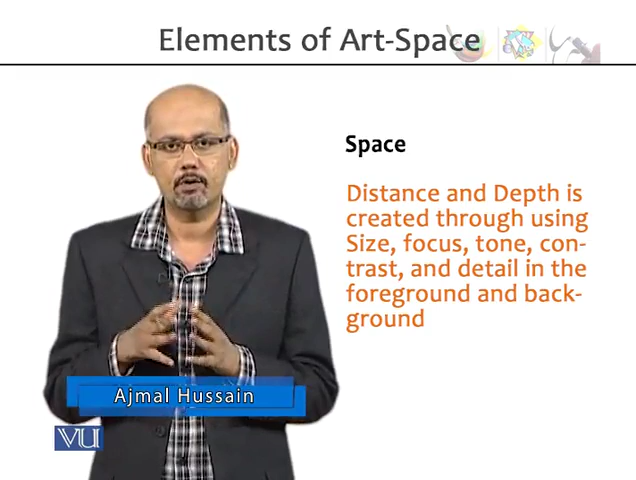 Elements of Art-Space
Space
Distance and Depth is
created through using
Size, focus, tone, con-
trast, and detail in the
foreground and back-
ground
Ajmal Hussain
VU